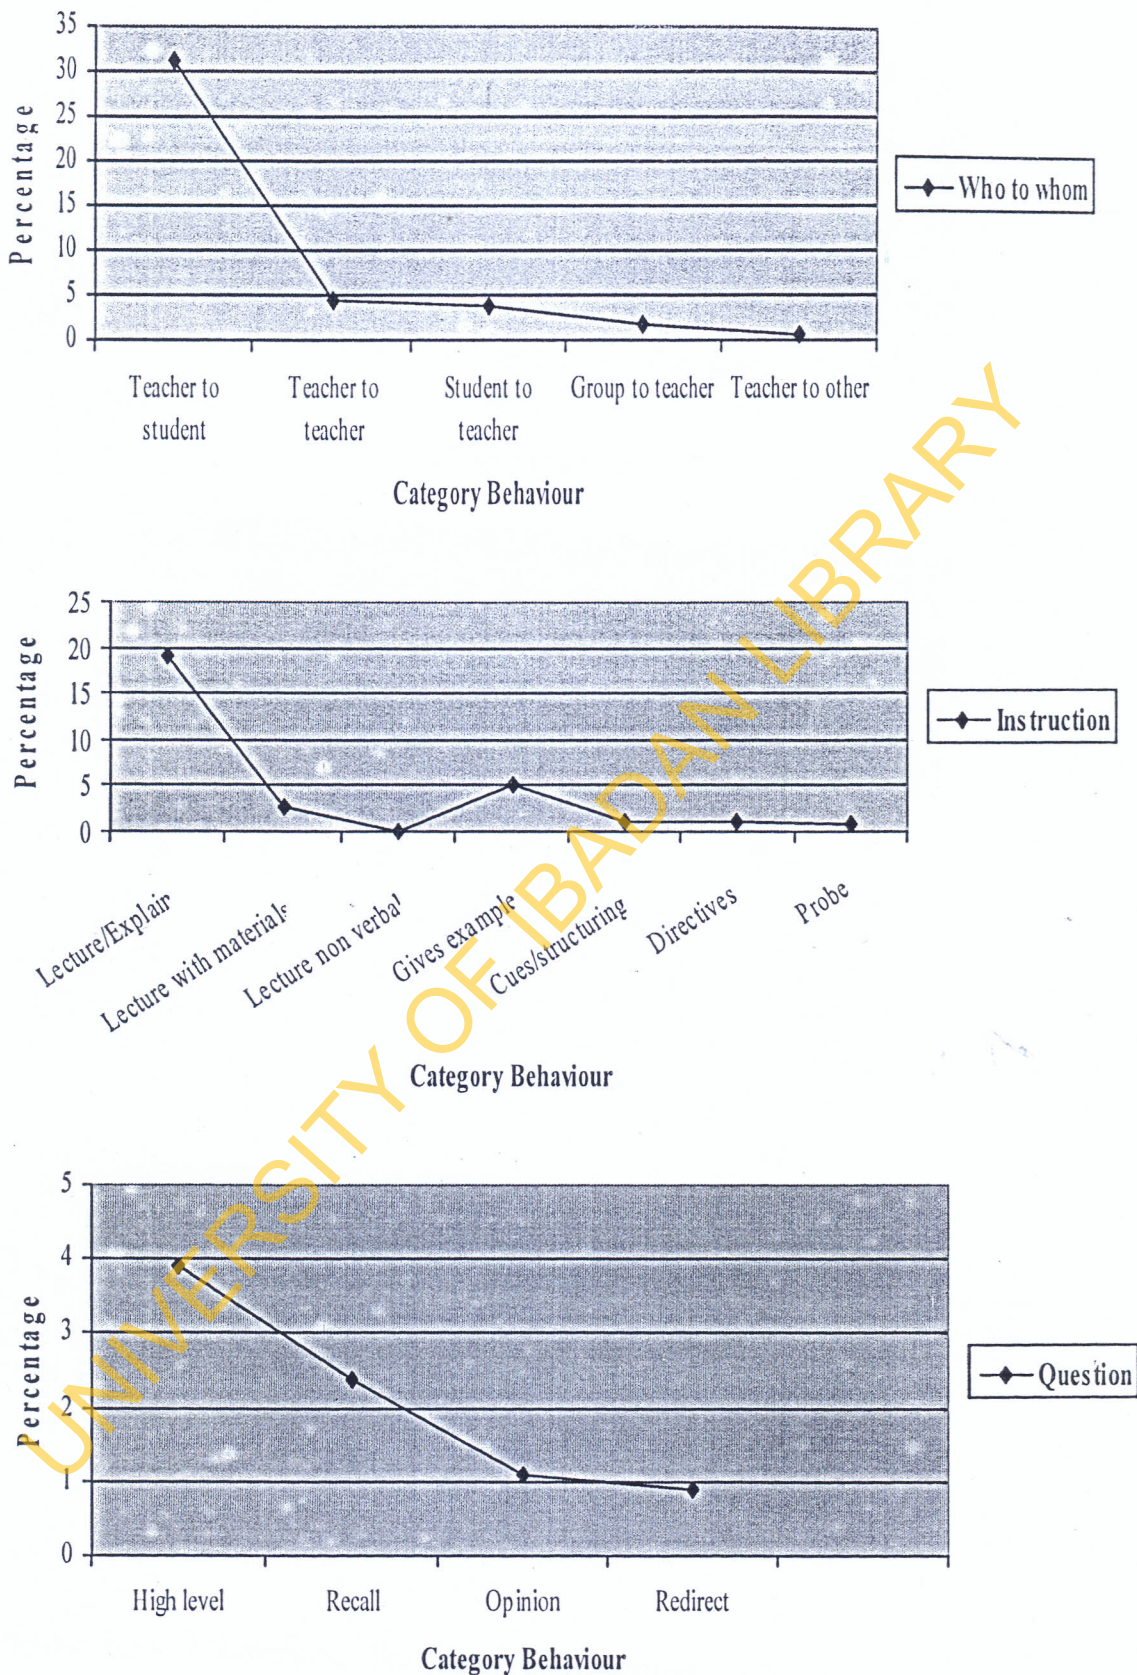 35
30
25
20
15
10
5
0
Percentage
Who to whom
Teacher to student
Teacher to teacher
Student to teacher
Group to teacher
Teacher to other
Category Behaviour
25
20
15
10
5
0
Percentage
Instruction
Lecture/Explain
Lecture with materials
Lecture non verbal
Gives example
Cues/structuring
Directives
Probe
Category Behaviour
5
4
3
2
1
0
Percentage
Question
High level
Recall
Opinion
Redirect
Category Behaviour
UNIVERSITY OF IBADAN LIBRARY